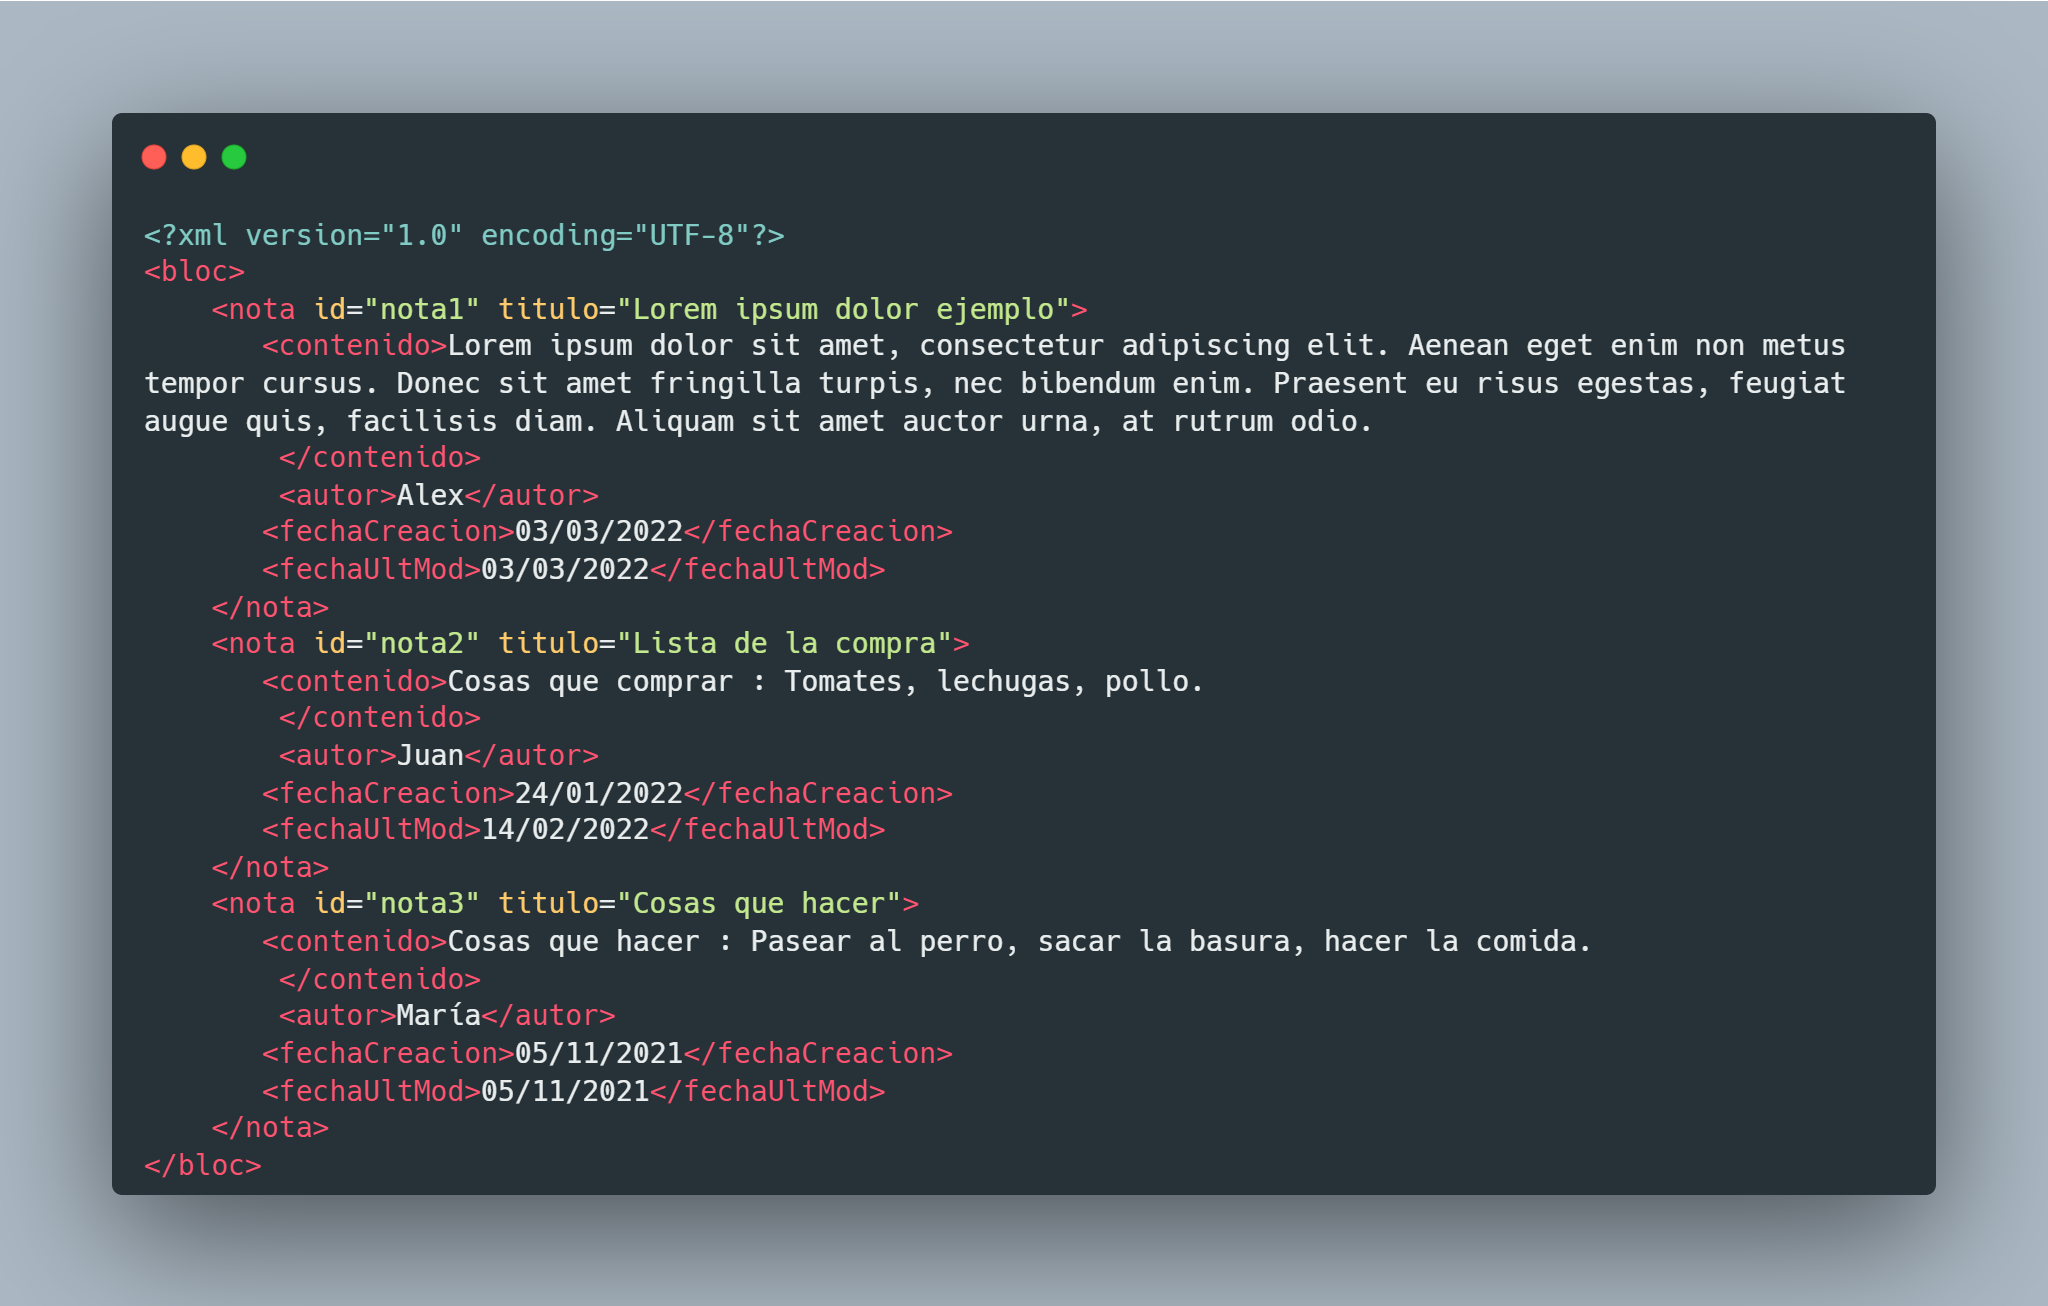 <?xml version="1.0" encoding="UTF-8"?>
<bloc>
    <nota id="nota1" titulo="Lorem ipsum dolor ejemplo">
       <contenido>Lorem ipsum dolor sit amet, consectetur adipiscing elit. Aenean eget enim non metus
tempor cursus. Donec sit amet fringilla turpis, nec bibendum enim. Praesent eu risus egestas, feugiat
augue quis, facilisis diam. Aliquam sit amet auctor urna, at rutrum odio.
        </contenido>
        <autor>Alex</autor>
       <fechaCreacion>03/03/2022</fechaCreacion>
       <fechaUltMod>03/03/2022</fechaUltMod>
    </nota>
    <nota id="nota2" titulo="Lista de la compra">
       <contenido>Cosas que comprar : Tomates, lechugas, pollo.
        </contenido>
        <autor>Juan</autor>
       <fechaCreacion>24/01/2022</fechaCreacion>
       <fechaUltMod>14/02/2022</fechaUltMod>
    </nota>
    <nota id="nota3" titulo="Cosas que hacer">
       <contenido>Cosas que hacer : Pasear al perro, sacar la basura, hacer la comida.
        </contenido>
        <autor>María</autor>
       <fechaCreacion>05/11/2021</fechaCreacion>
       <fechaUltMod>05/11/2021</fechaUltMod>
    </nota>
</bloc>